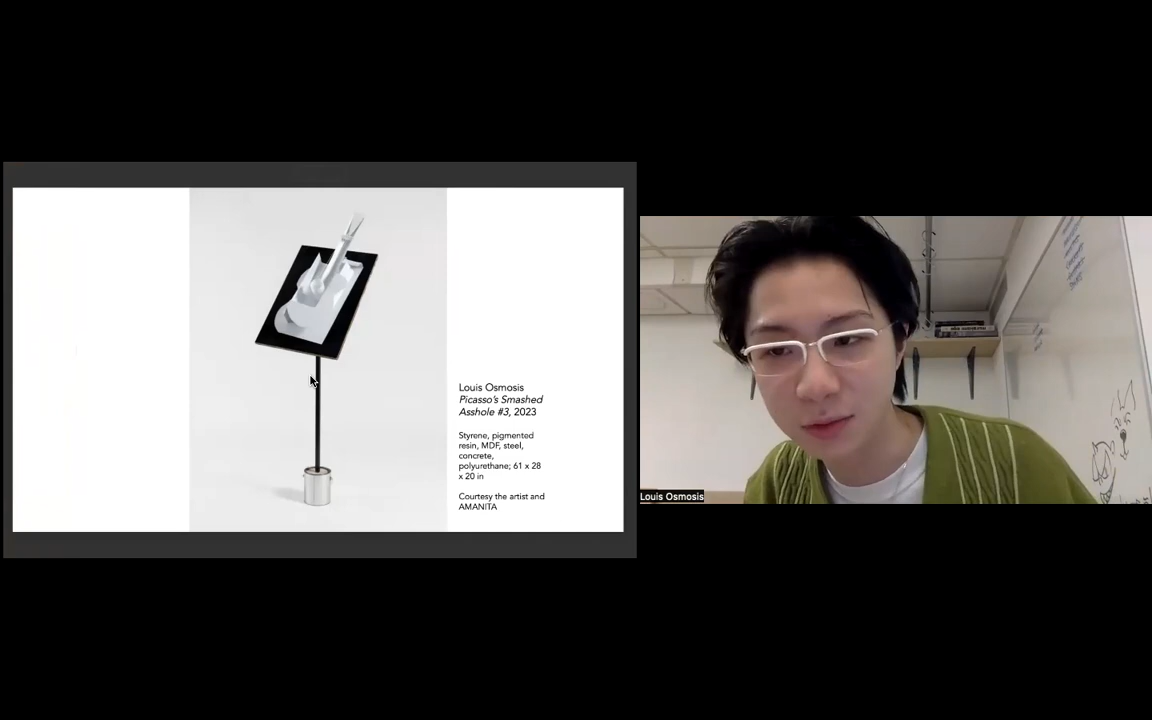 Louis Osmosis
Picasso's Smashed
Asshole #3, 2023
Styrene, pigmented
resin, MDF, steel,
concrete,
polyurethane; 61 x 28
x 20 in
Courtesy the artist and
AMANITA
Louis Osmosis